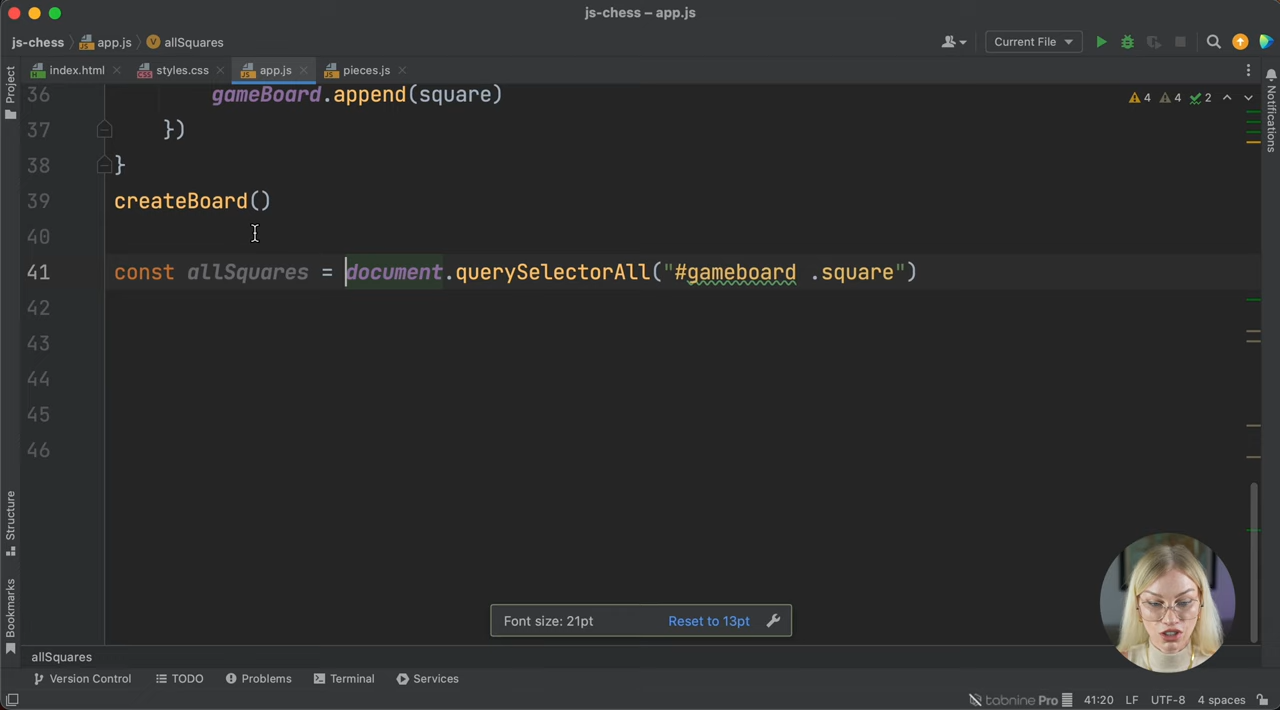 js-chess – app.js
js-chess app.js allSquares Current File
Project index.html styles.css app.js pieces.js
36 gameBoard.append(square) 4 4 2
37 })
38 }
39 createBoard()
40
41 const allSquares = document.querySelectorAll("#gameboard .square")
42
43
44
45
46
Notifications
Structure
Bookmarks
Font size: 21pt Reset to 13pt
allSquares
Version Control TODO Problems Terminal Services
tabnine Pro 41:20 LF UTF-8 4 spaces